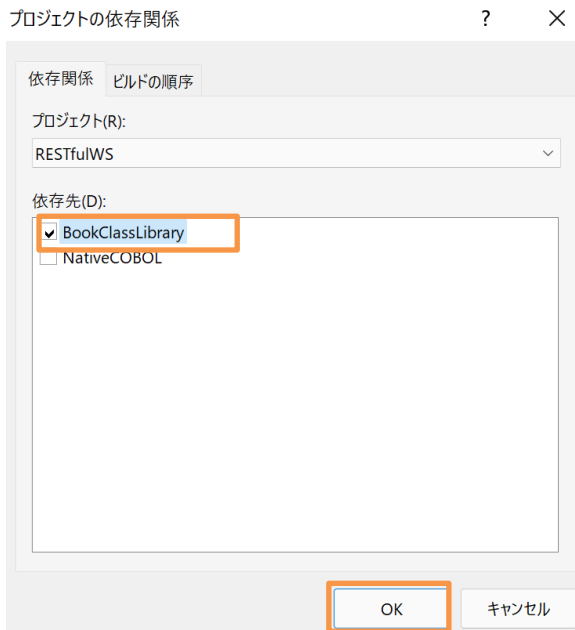 プロジェクトの依存関係 ?
依存関係 ビルドの順序
プロジェクト(R):
RESTfulWS
依存先(D):
BookClassLibrary
NativeCOBOL
OK キャンセル